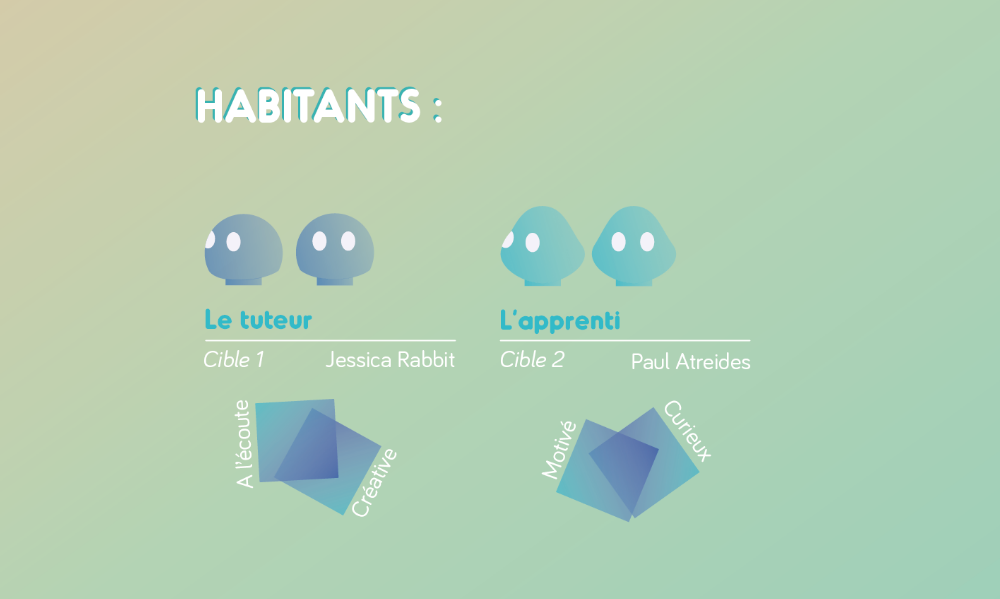 HABITANTS :
Le tuteur
Cible 1 Jessica Rabbit
A l'écoute
Créative
L'apprenti
Cible 2 Paul Atreides
Motivé
Curieux